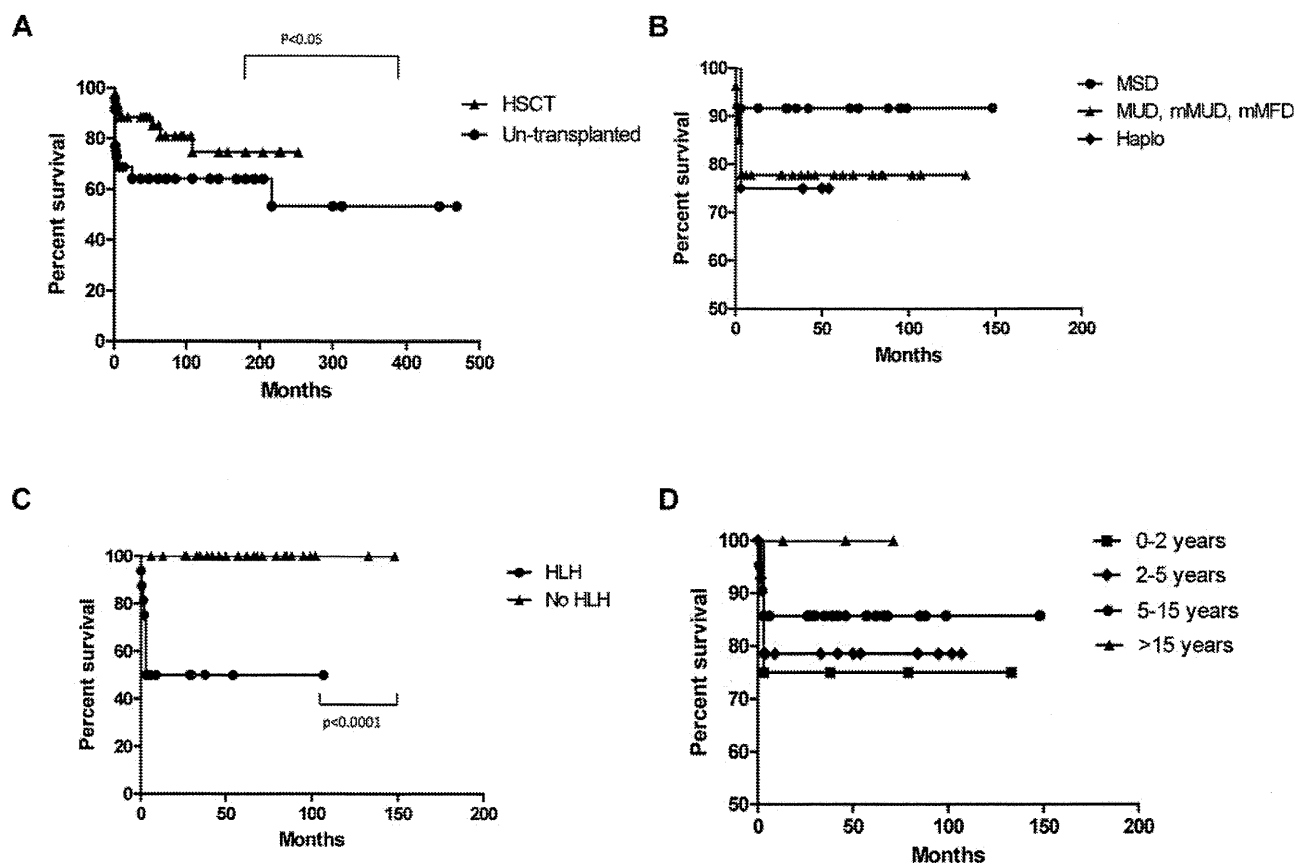 A
P<0.05
100
80
60
40
20
0
Percent survival
0 100 200 300 400 500
Months
HSCT
Un-transplanted
B
100
90
80
70
60
50
Percent survival
0 50 100 150 200
Months
MSD
MUD, mMUD, mMFD
Haplo
C
100
80
60
40
20
0
Percent survival
0 50 100 150 200
Months
HLH
No HLH
p<0.0001
D
100
90
80
70
60
50
Percent survival
0 50 100 150 200
Months
0-2 years
2-5 years
5-15 years
>15 years